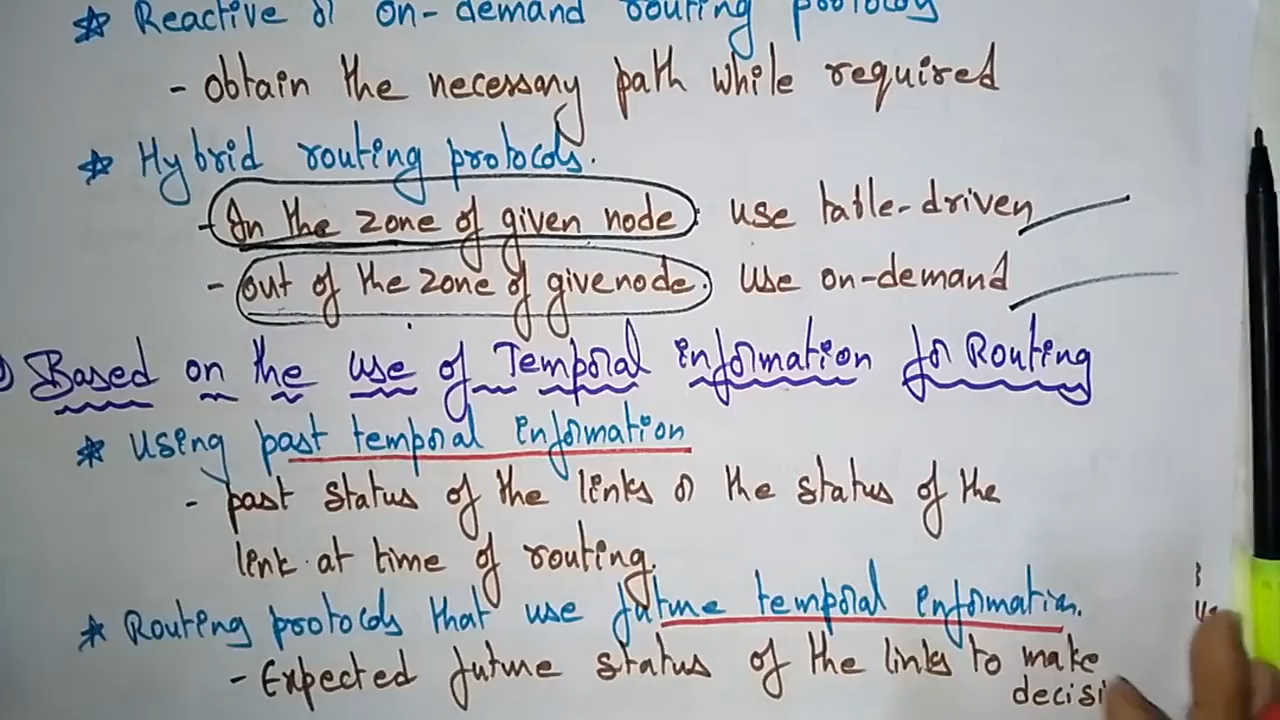 * Reactive or on-demand routing protocols
- obtain the necessary path while required
* Hybrid routing protocols.
- In the zone of given node : use table-driven
- out of the zone of givenode. use on-demand
Based on the use of Temporal information for Routing
* using past temporal information
- past status of the links or the status of the
link at time of routing.
* Routing protocols that use future temporal information.
- Expected future status of the links to make
decisi